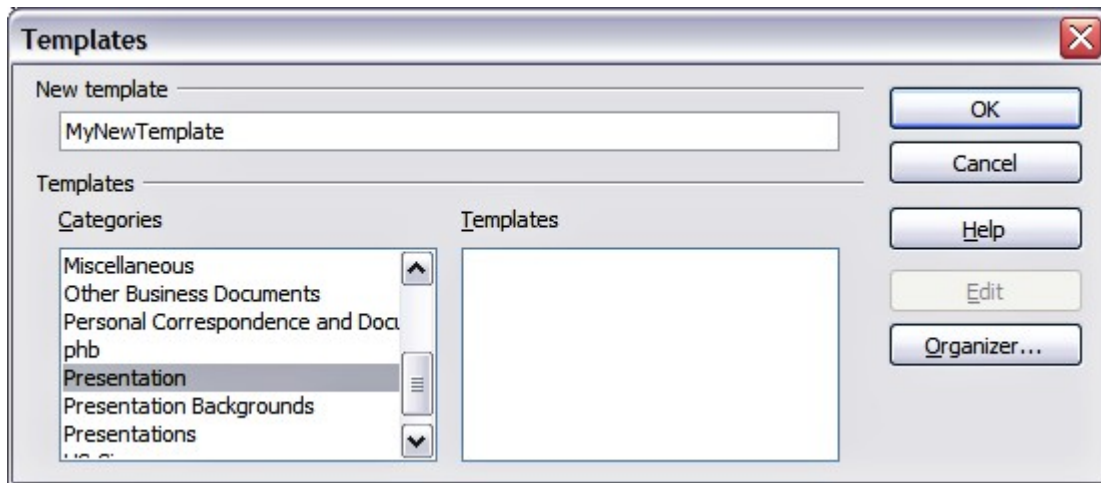 Templates
New template
MyNewTemplate
Templates
Categories
Miscellaneous
Other Business Documents
Personal Correspondence and Docu
phb
Presentation
Presentation Backgrounds
Presentations
Templates
OK
Cancel
Help
Edit
Organizer...